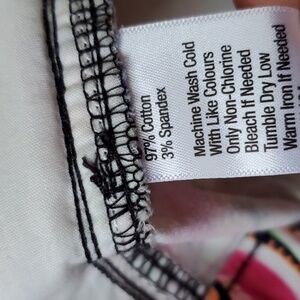 97% Cotton
3% Spandex
Machine Wash Cold
With Like Colours
Only Non-Chlorine
Bleach If Needed
Tumble Dry Low
Warm Iron If Needed